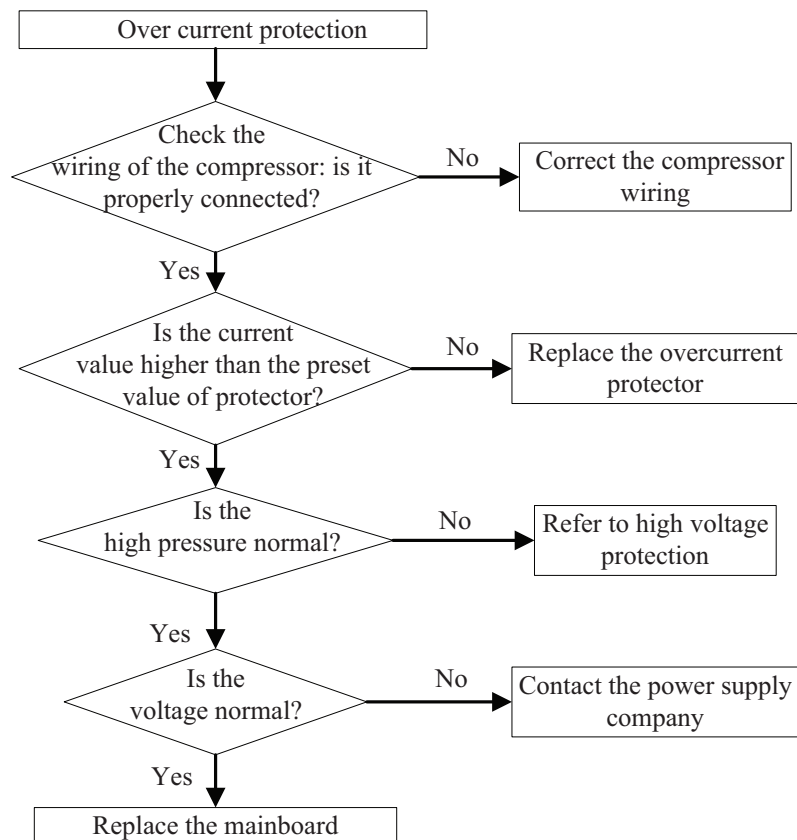 Over current protection
Check the
wiring of the compressor: is it
properly connected?
No
Correct the compressor
wiring
Yes
Is the current
value higher than the preset
value of protector?
No
Replace the overcurrent
protector
Yes
Is the
high pressure normal?
No
Refer to high voltage
protection
Yes
Is the
voltage normal?
No
Contact the power supply
company
Yes
Replace the mainboard